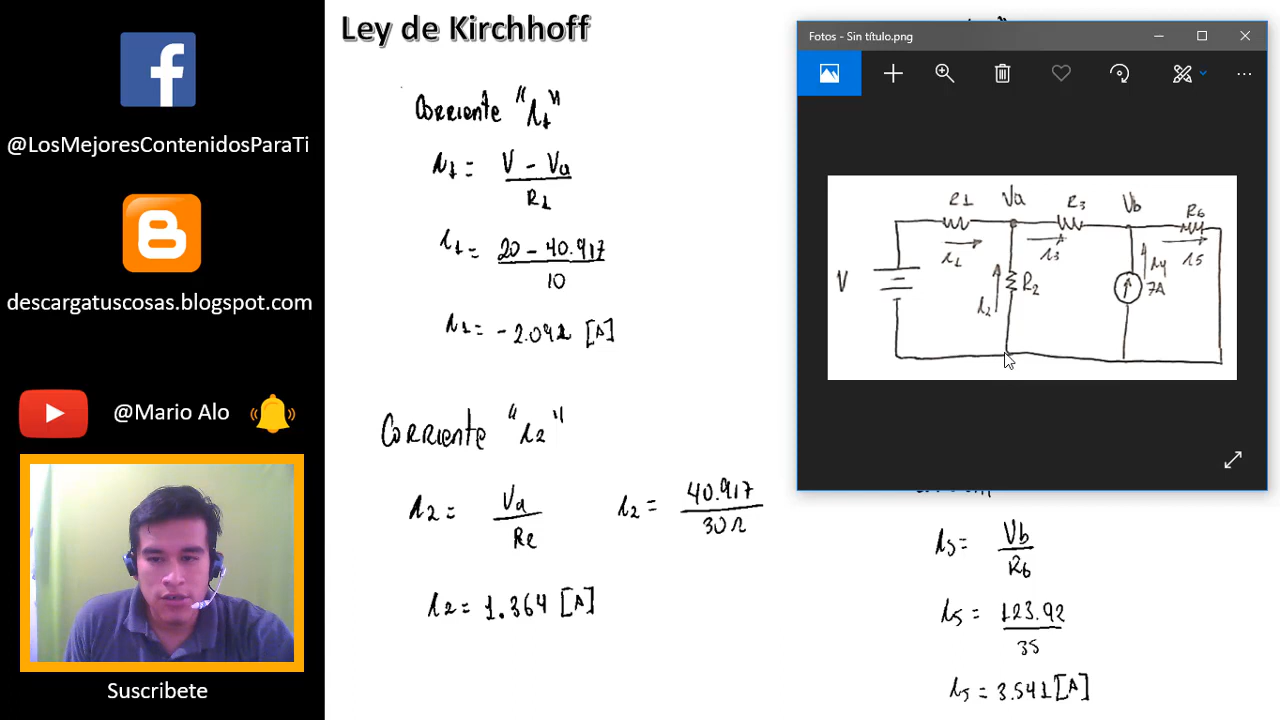 Ley de Kirchhoff
@LosMejoresContenidosParaTi
descargatuscosas.blogspot.com
@Mario Alo
Suscribete
Corriente "i1"
i1 = V - Va / R1
i1 = 20 - 40.917 / 10
i1 = -2.092 [A]
Corriente "i2"
i2 = Va / R2
i2 = 40.917 / 30Ω
i2 = 1.364 [A]
Fotos - Sin título.png
R1 Va R3 Vb R6
i1 i3 i4 i5
V
i2 R2 7A
i5 = Vb / R6
i5 = 123.92 / 35
i5 = 3.541 [A]